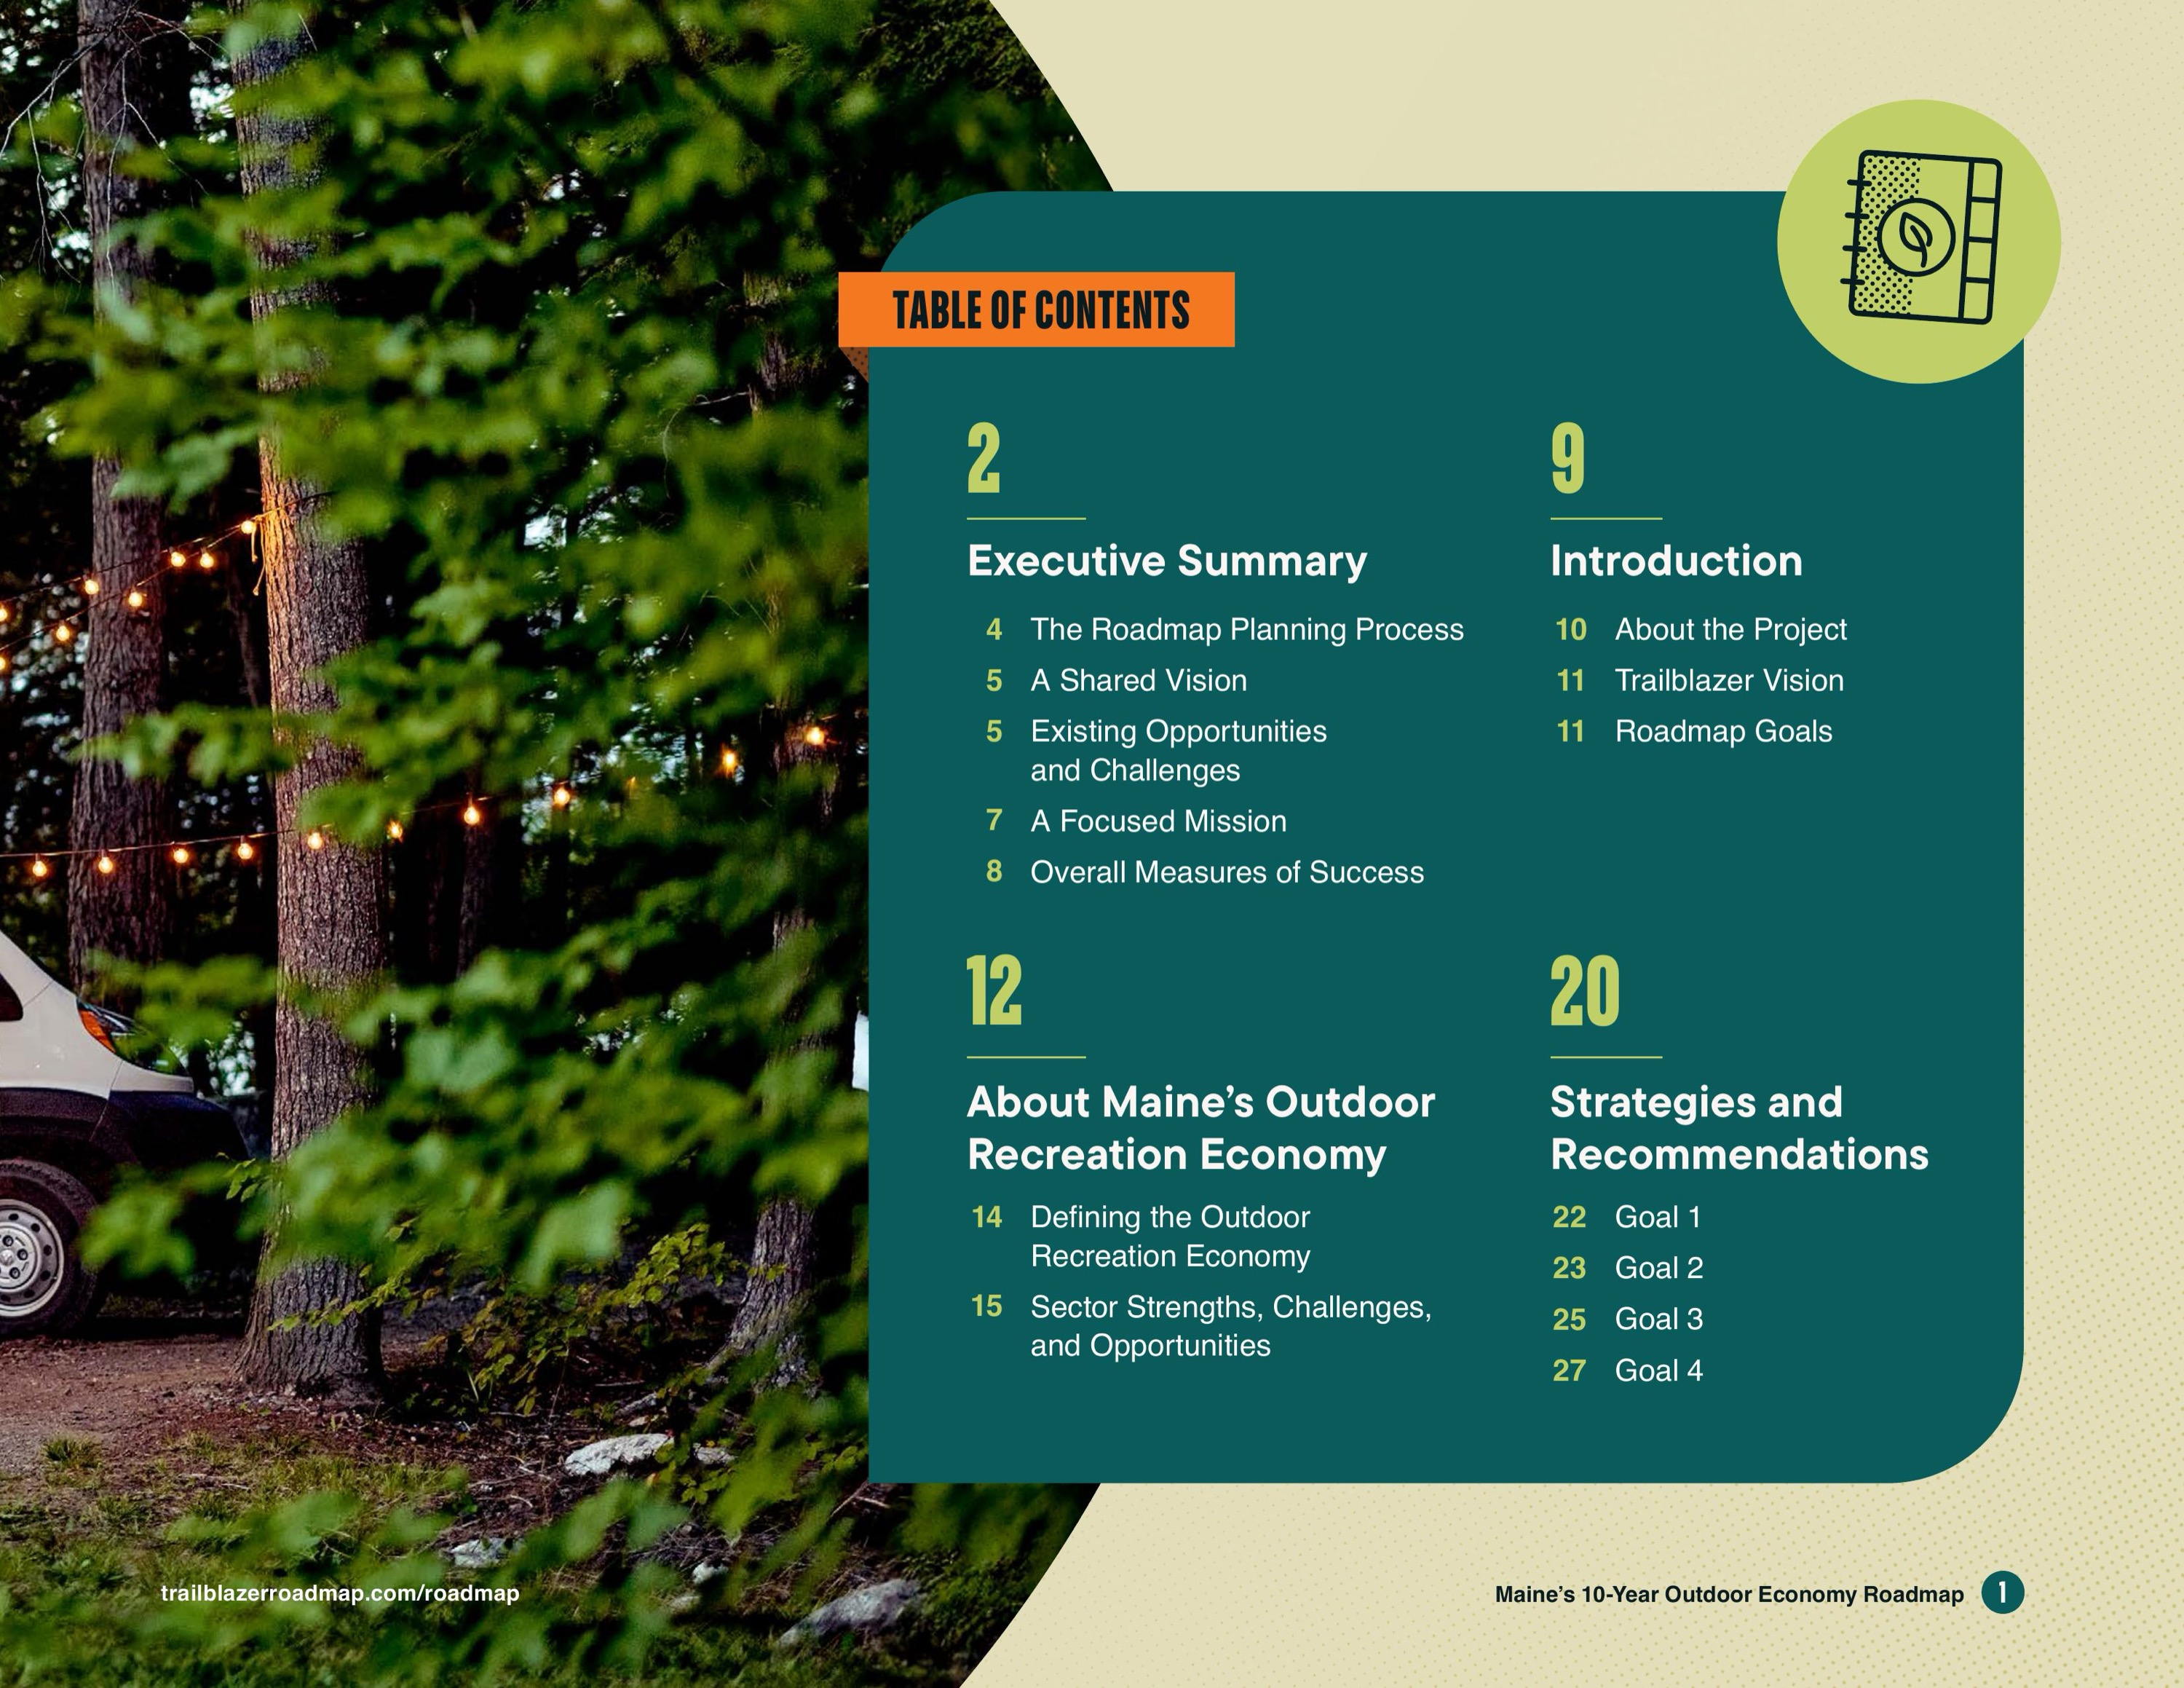 TABLE OF CONTENTS
2
Executive Summary
4 The Roadmap Planning Process
5 A Shared Vision
5 Existing Opportunities
and Challenges
7 A Focused Mission
8 Overall Measures of Success
9
Introduction
10 About the Project
11 Trailblazer Vision
11 Roadmap Goals
12
About Maine’s Outdoor
Recreation Economy
14 Defining the Outdoor
Recreation Economy
15 Sector Strengths, Challenges,
and Opportunities
20
Strategies and
Recommendations
22 Goal 1
23 Goal 2
25 Goal 3
27 Goal 4
trailblazerroadmap.com/roadmap
Maine’s 10-Year Outdoor Economy Roadmap 1